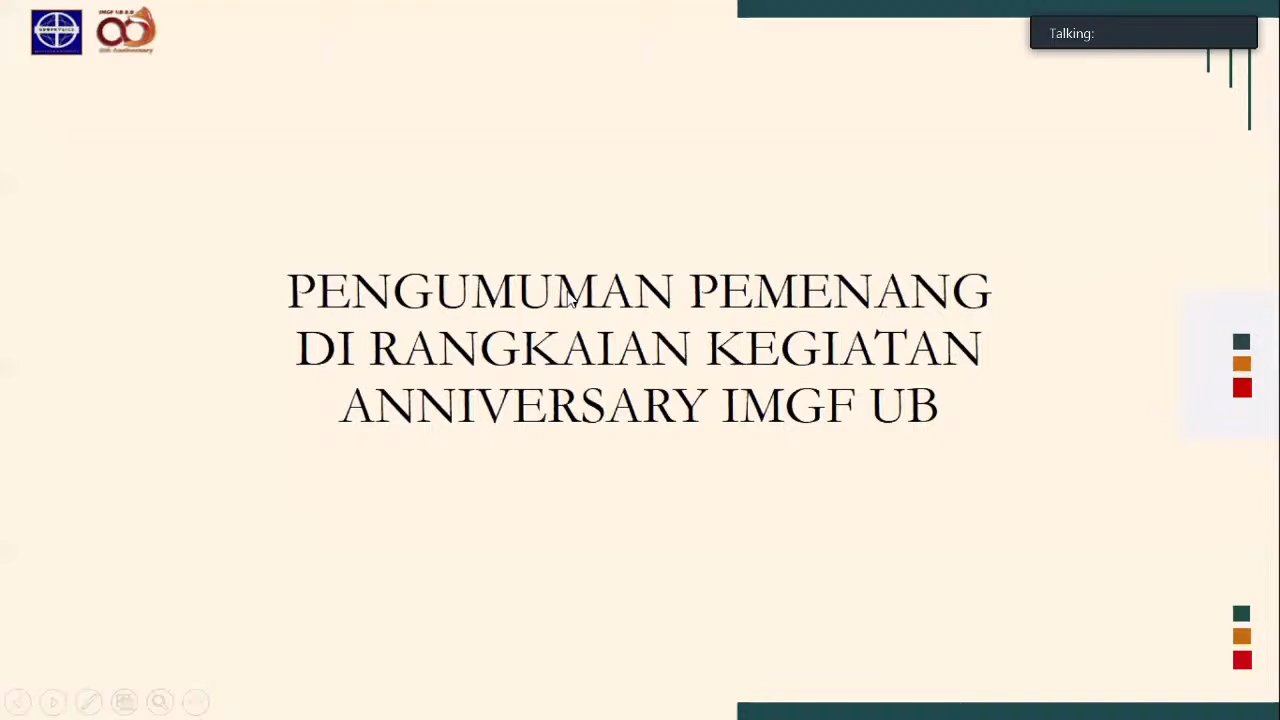 Talking:
PENGUMUMAN PEMENANG
DI RANGKAIAN KEGIATAN
ANNIVERSARY IMGF UB